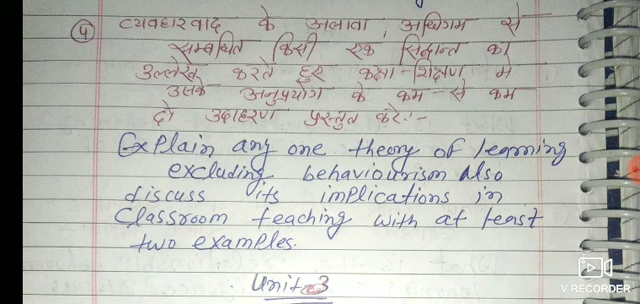 ④ व्यवहारवाद के अलावा, अधिगम से
सम्बधित किसी एक सिद्धान्त का
उल्लेख करते हुए कक्षा-शिक्षण मे
उसके अनुप्रयोग के कम-से कम
दो उदाहरण प्रस्तुत करे:-
Explain any one theory of learning
excluding behaviourism also
discuss its implications in
Classroom teaching with at least
two examples.
Unit-3
V RECORDER